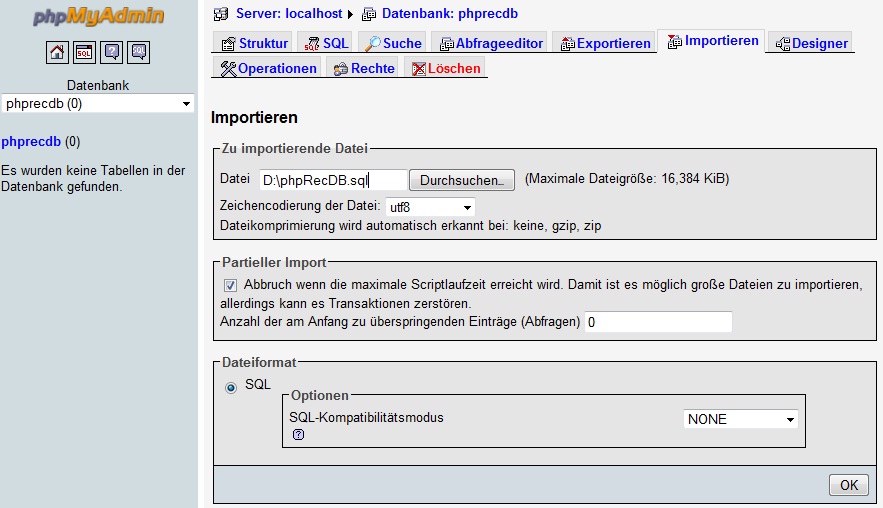 phpMyAdmin
SQL
SQL
Datenbank
phprecdb (0)
phprecdb (0)
Es wurden keine Tabellen in der
Datenbank gefunden.
Server: localhost Datenbank: phprecdb
Struktur SQL Suche Abfrageeditor Exportieren Importieren Designer
Operationen Rechte Löschen
Importieren
Zu importierende Datei
Datei D:\phpRecDB.sql Durchsuchen... (Maximale Dateigröße: 16,384 KiB)
Zeichencodierung der Datei: utf8
Dateikomprimierung wird automatisch erkannt bei: keine, gzip, zip
Partieller Import
Abbruch wenn die maximale Scriptlaufzeit erreicht wird. Damit ist es möglich große Dateien zu importieren,
allerdings kann es Transaktionen zerstören.
Anzahl der am Anfang zu überspringenden Einträge (Abfragen) 0
Dateiformat
SQL
Optionen
SQL-Kompatibilitätsmodus NONE
?
OK